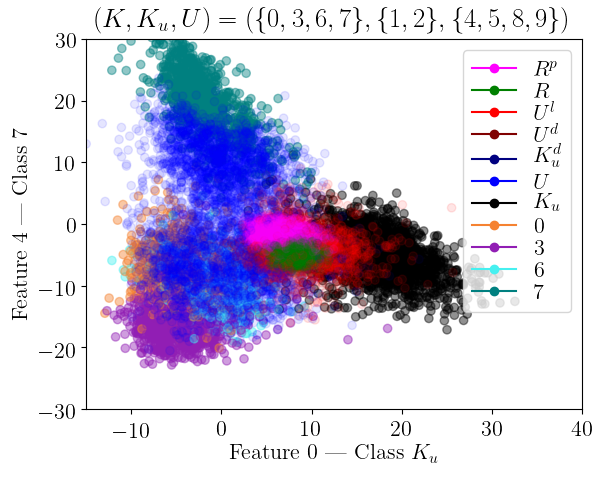 (K, K_u, U) = ({0, 3, 6, 7}, {1, 2}, {4, 5, 8, 9})
30
20
10
0
−10
−20
−30
Feature 4 — Class 7
R^p
R
U^l
U^d
K_u^d
U
K_u
0
3
6
7
−10
0
10
20
30
40
Feature 0 — Class K_u